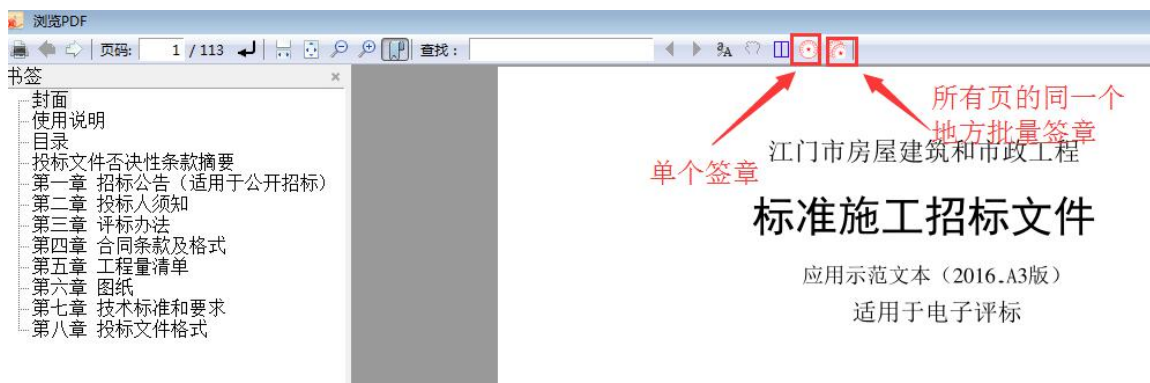 浏览PDF
页码: 1 / 113 查找： aA
书签 ×
封面
使用说明
目录
投标文件否决性条款摘要
第一章 招标公告（适用于公开招标）
第二章 投标人须知
第三章 评标办法
第四章 合同条款及格式
第五章 工程量清单
第六章 图纸
第七章 技术标准和要求
第八章 投标文件格式
所有页的同一个
地方批量签章
单个签章
江门市房屋建筑和市政工程
标准施工招标文件
应用示范文本（2016.A3版）
适用于电子评标